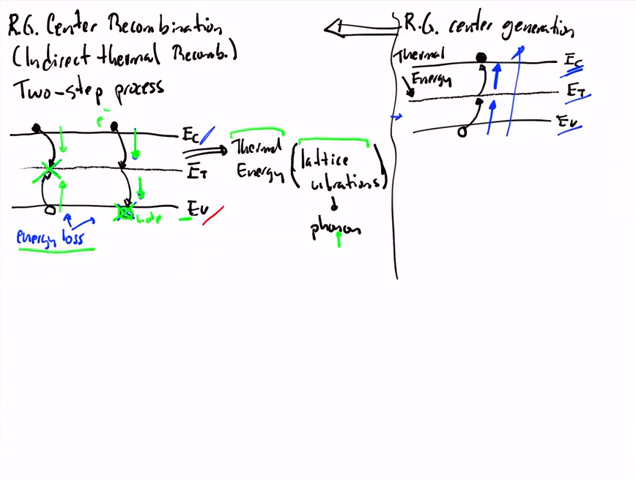 R.G. Center Recombination
(Indirect thermal Recomb.)
Two-step process
e-
Ec
ET
Ev
hole
energy loss
Thermal
Energy
(lattice
vibrations)
phonon
R.G. center generation
Thermal
Energy
Ec
ET
Ev